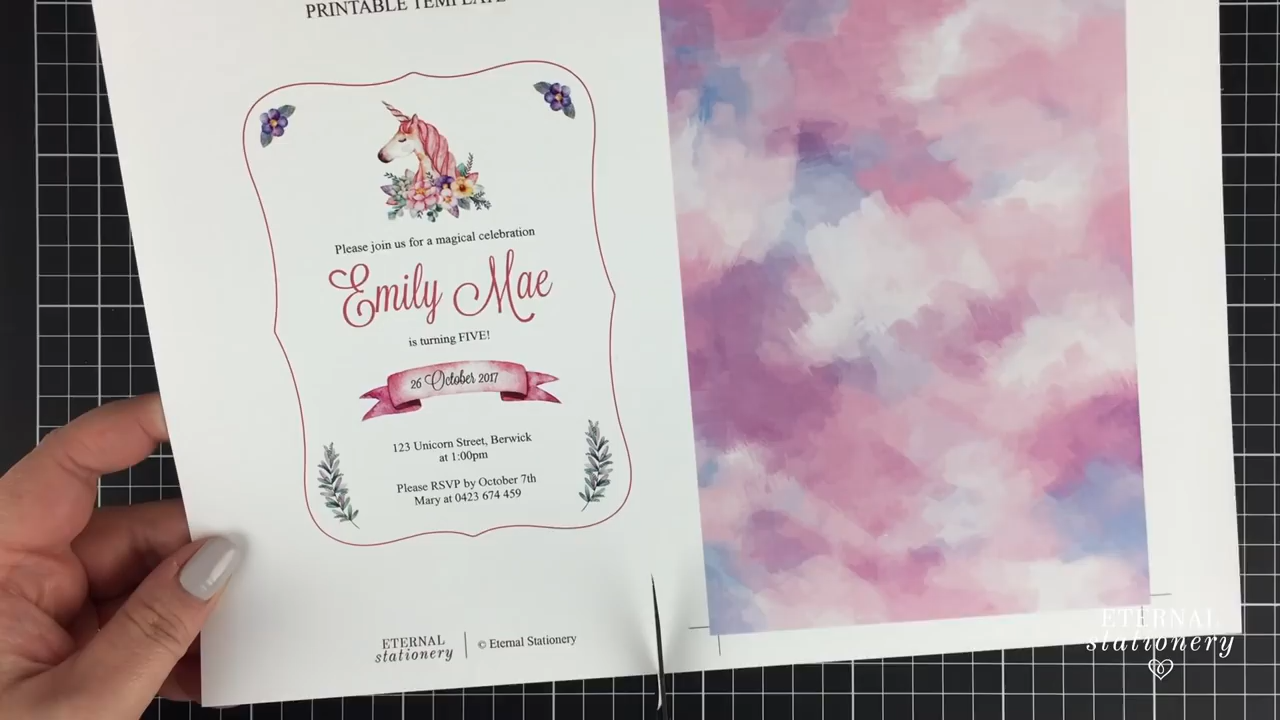 PRINTABLE TEMPLATE
Please join us for a magical celebration
Emily Mae
is turning FIVE!
26 October 2017
123 Unicorn Street, Berwick
at 1:00pm
Please RSVP by October 7th
Mary at 0423 674 459
ETERNAL
stationery
© Eternal Stationery
ETERNAL
stationery